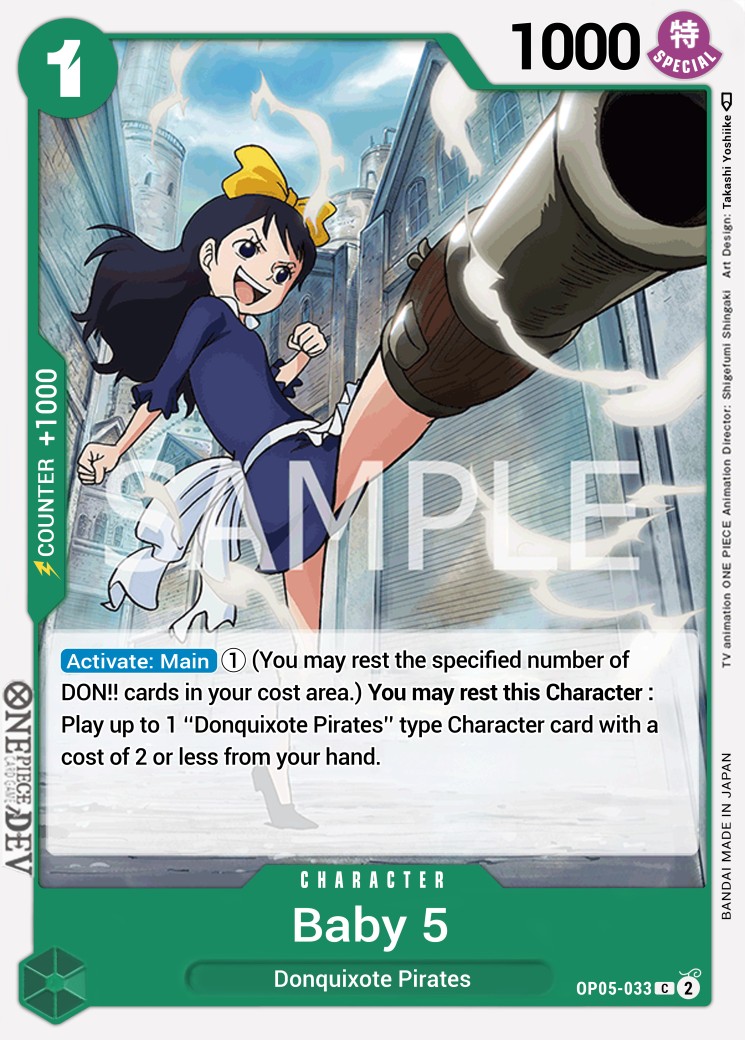 1
1000
特
SPECIAL
COUNTER +1000
SAMPLE
Activate: Main ① (You may rest the specified number of
DON!! cards in your cost area.) You may rest this Character :
Play up to 1 “Donquixote Pirates” type Character card with a
cost of 2 or less from your hand.
CHARACTER
Baby 5
Donquixote Pirates
OP05-033 C 2
ONE PIECE
CARD GAME
DEV
TV animation ONE PIECE Animation Director: Shigefumi Shingaki Art Design: Takashi Yoshiike
BANDAI MADE IN JAPAN